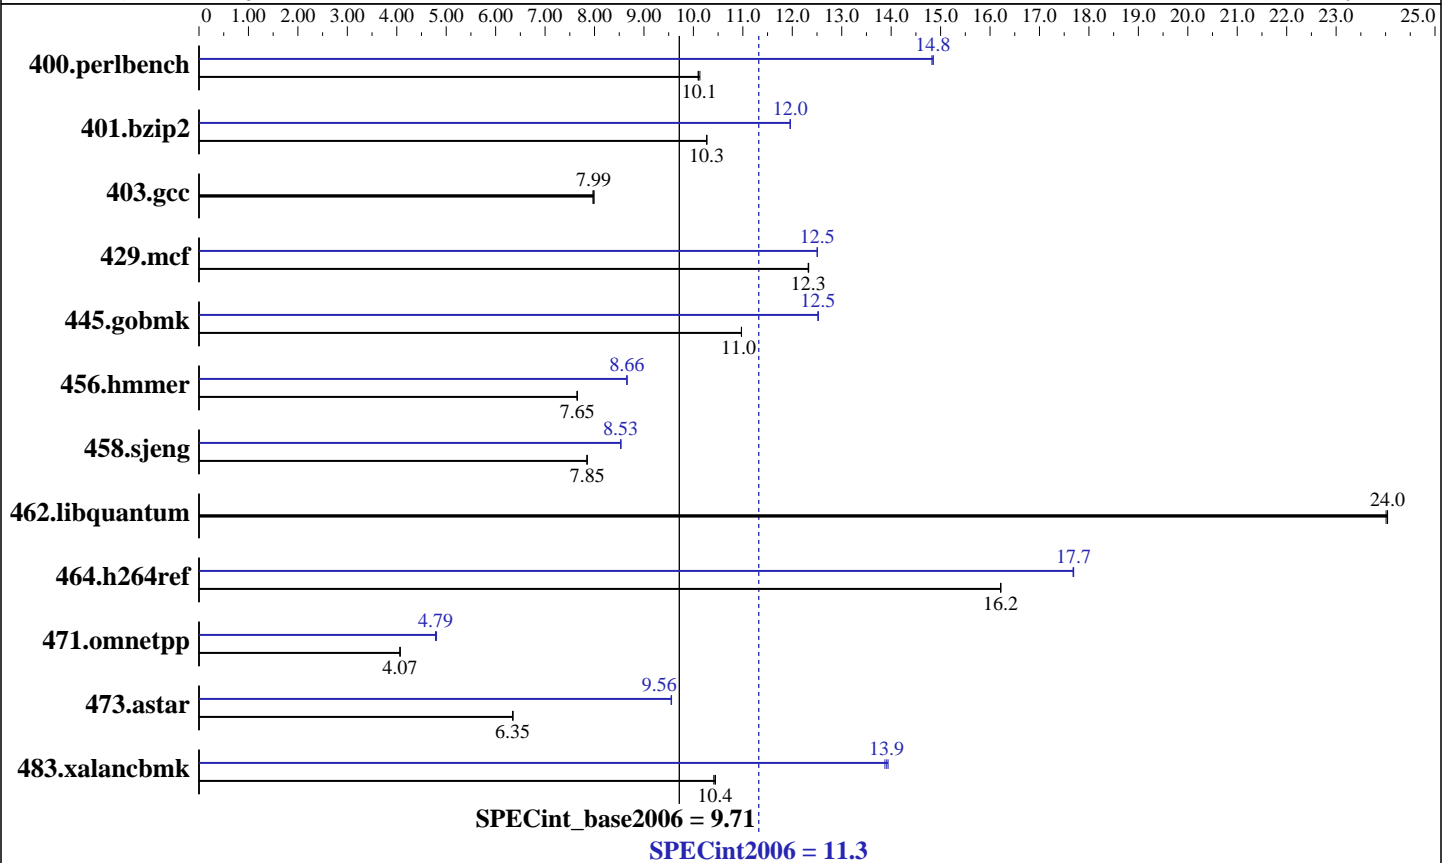 0 1.00 2.00 3.00 4.00 5.00 6.00 7.00 8.00 9.00 10.0 11.0 12.0 13.0 14.0 15.0 16.0 17.0 18.0 19.0 20.0 21.0 22.0 23.0 25.0
14.8
400.perlbench
10.1
12.0
401.bzip2
10.3
7.99
403.gcc
12.5
429.mcf
12.3
12.5
445.gobmk
11.0
8.66
456.hmmer
7.65
8.53
458.sjeng
7.85
24.0
462.libquantum
17.7
464.h264ref
16.2
4.79
471.omnetpp
4.07
9.56
473.astar
6.35
13.9
483.xalancbmk
10.4
SPECint_base2006 = 9.71
SPECint2006 = 11.3